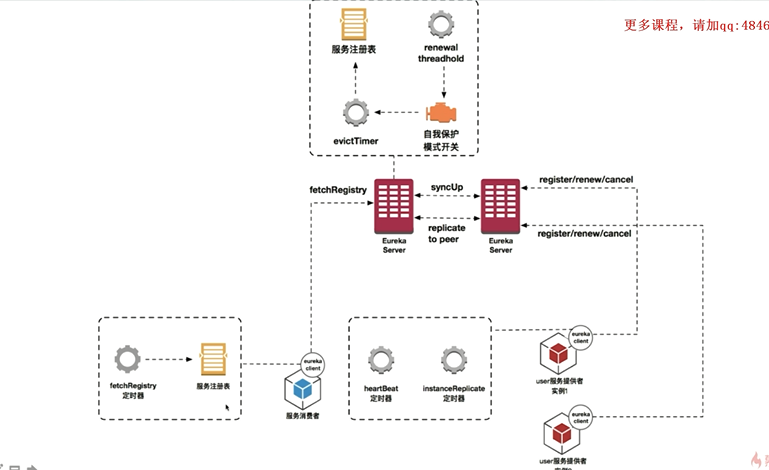 更多课程，请加qq:4846
服务注册表
renewal
threadhold
evictTimer
自我保护
模式开关
fetchRegistry
syncUp
register/renew/cancel
Eureka
Server
replicate
to peer
Eureka
Server
register/renew/cancel
fetchRegistry
定时器
服务注册表
eureka
client
服务消费者
heartBeat
定时器
instanceReplicate
定时器
eureka
client
user服务提供者
实例1
eureka
client
user服务提供者